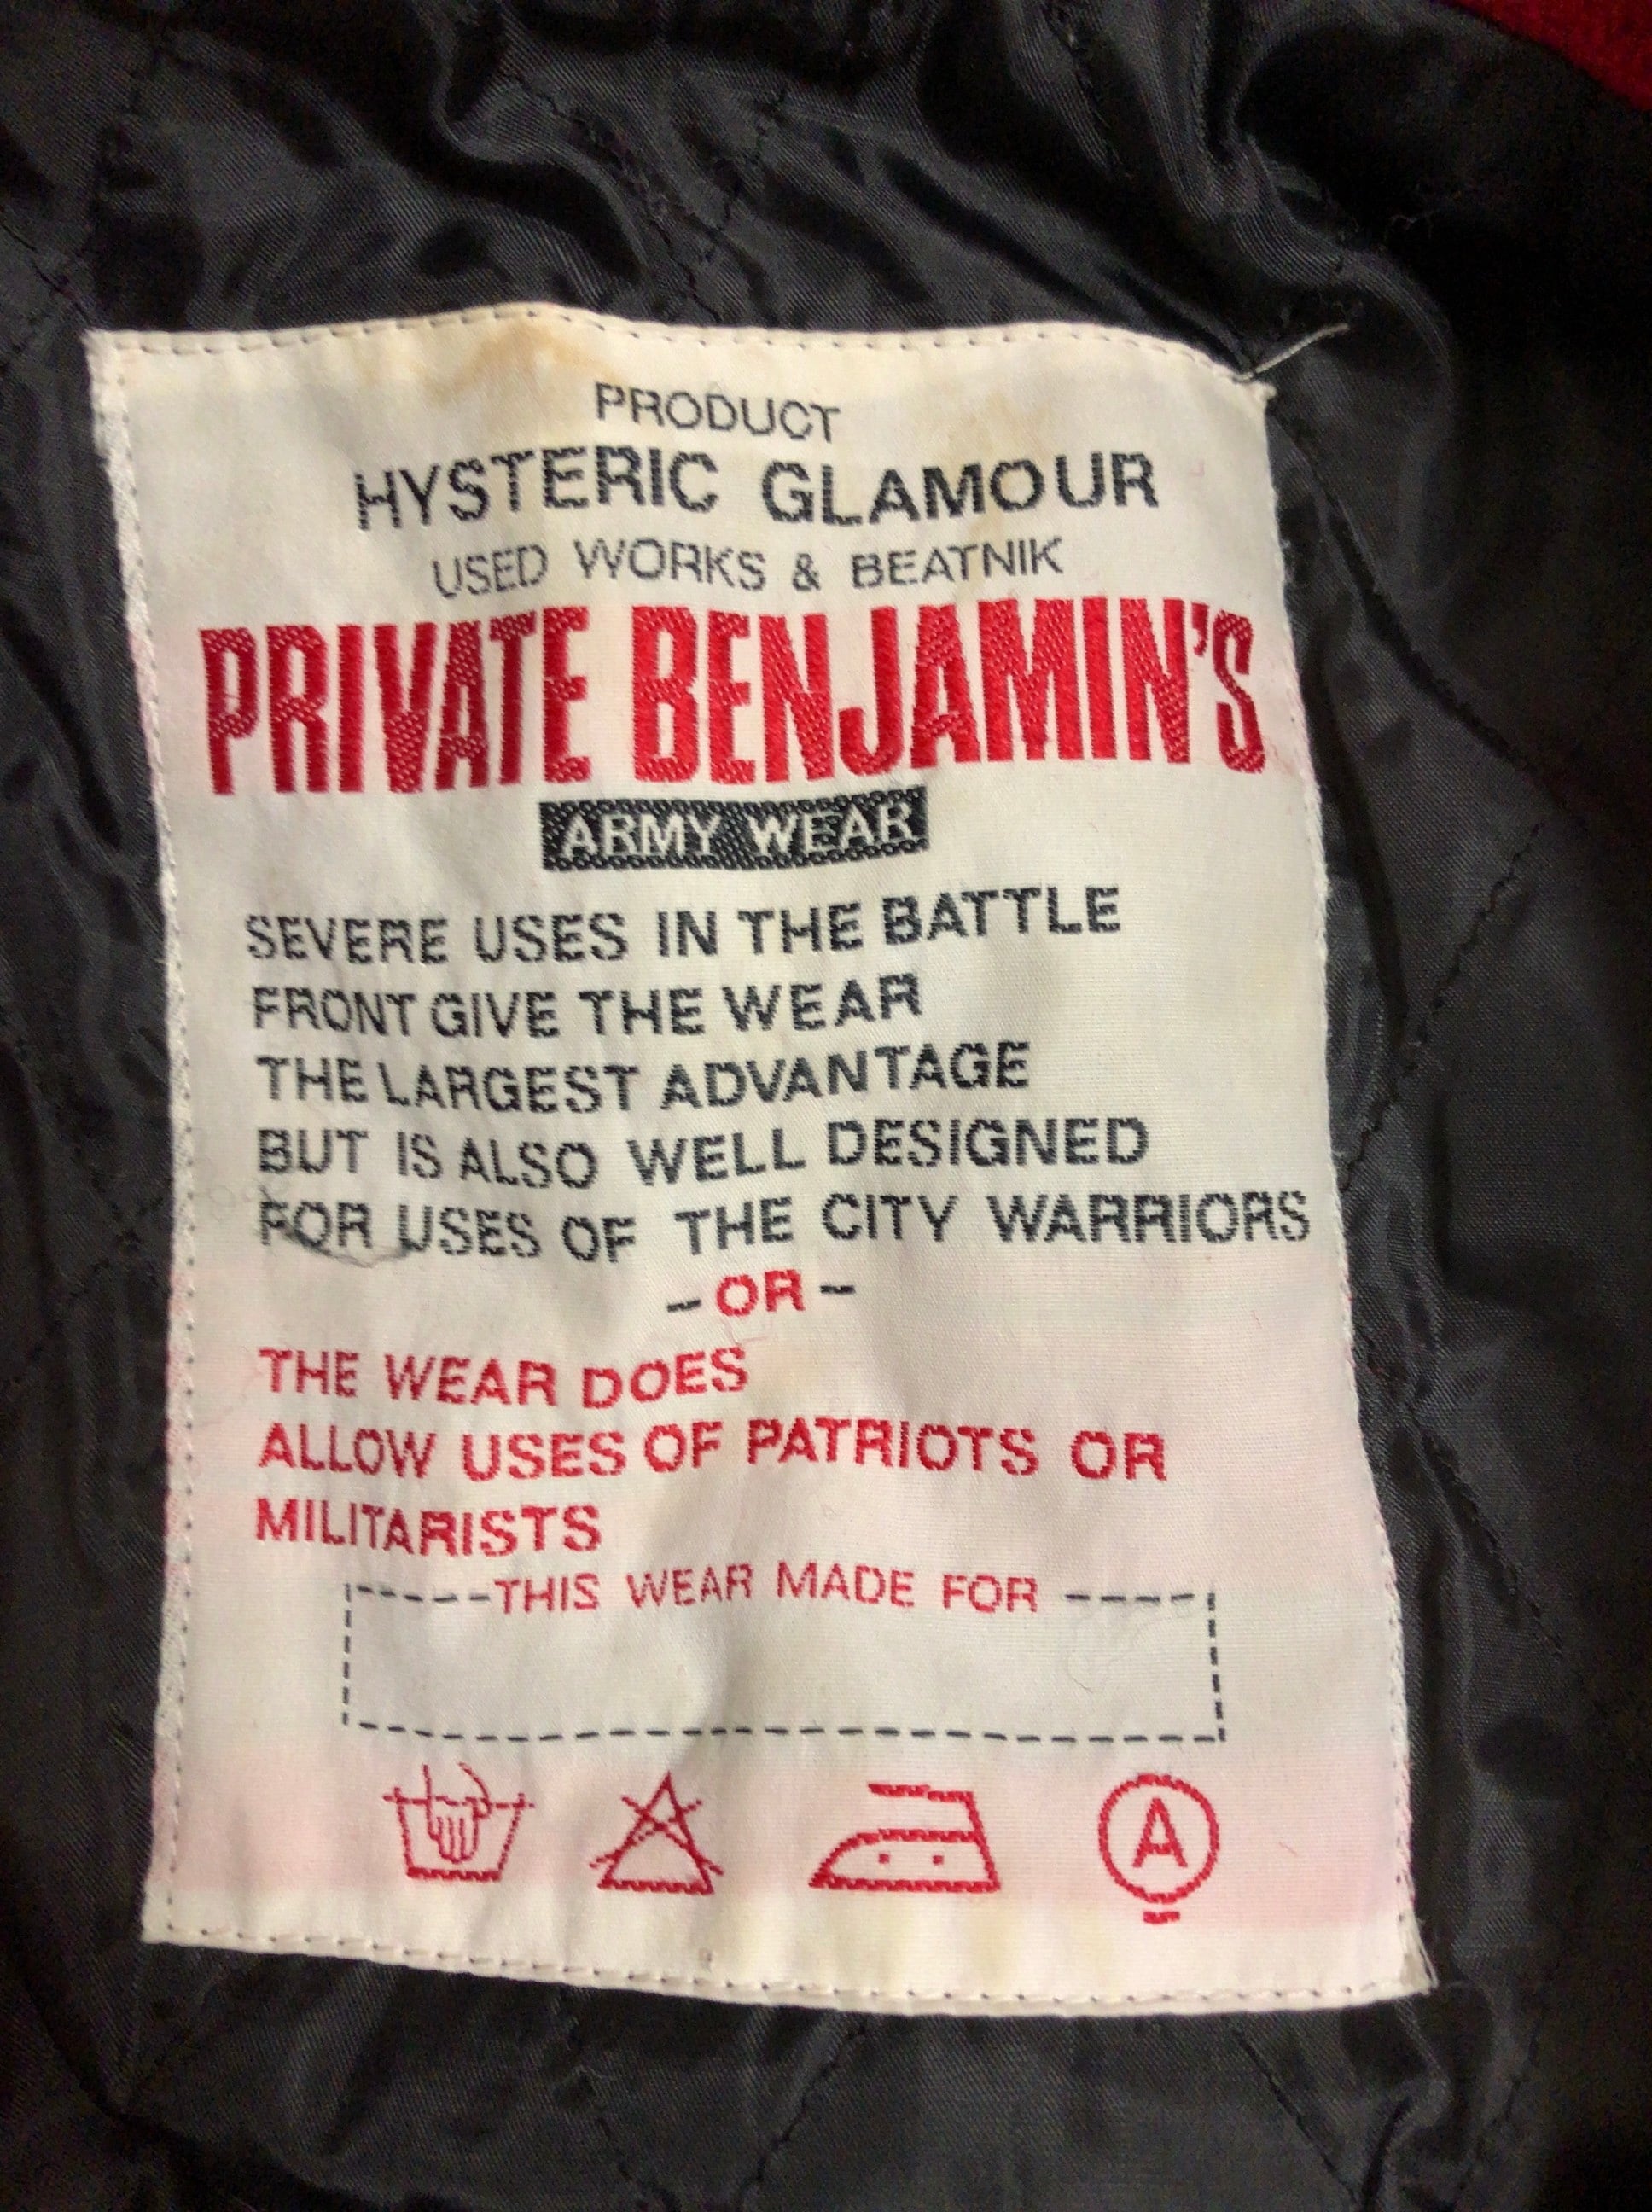 PRODUCT
HYSTERIC GLAMOUR
USED WORKS & BEATNIK
PRIVATE BENJAMIN'S
ARMY WEAR
SEVERE USES IN THE BATTLE
FRONT GIVE THE WEAR
THE LARGEST ADVANTAGE
BUT IS ALSO WELL DESIGNED
FOR USES OF THE CITY WARRIORS
-OR-
THE WEAR DOES
ALLOW USES OF PATRIOTS OR
MILITARISTS
THIS WEAR MADE FOR
A